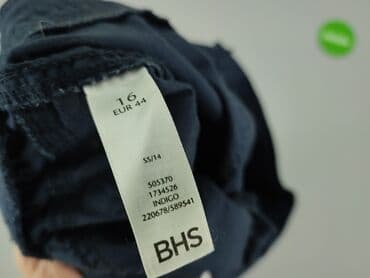 16
EUR 44
SS/14
505370
1734526
INDIGO
220678/589541
BHS